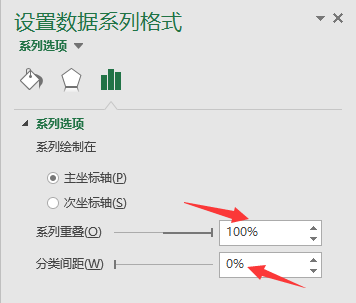 设置数据系列格式
系列选项
系列选项
系列绘制在
主坐标轴(P)
次坐标轴(S)
系列重叠(O) 100%
分类间距(W) 0%